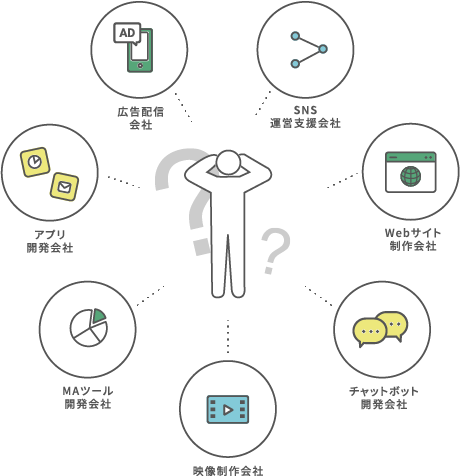 AD
広告配信
会社
SNS
運営支援会社
アプリ
開発会社
Webサイト
制作会社
?
?
MAツール
開発会社
チャットボット
開発会社
映像制作会社